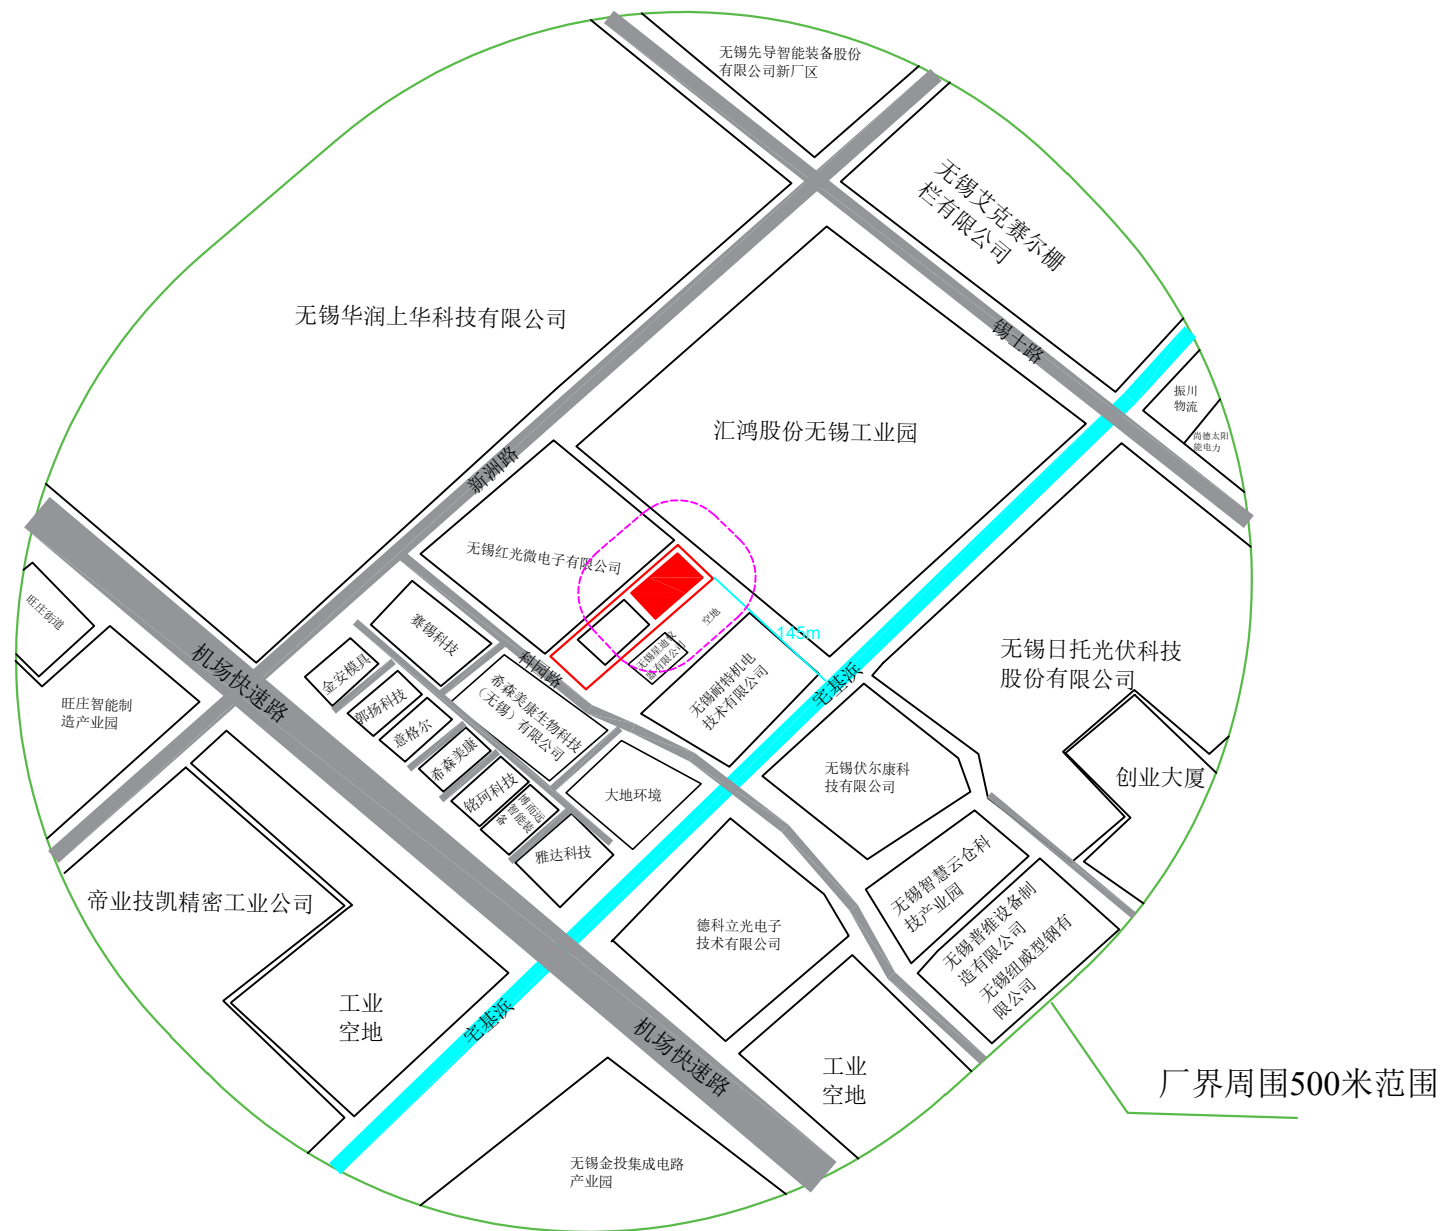 无锡先导智能装备股份
有限公司新厂区
无锡艾克赛尔栅
栏有限公司
无锡华润上华科技有限公司
锡士路
振川
物流
尚德太阳
能电力
汇鸿股份无锡工业园
新洲路
无锡红光微电子有限公司
空地
145m
旺庄街道
赛锡科技
科园路
无锡耐特机电
技术有限公司
无锡日托光伏科技
股份有限公司
金安模具
机场快速路
郭扬科技
意格尔
希森美康生物科技
（无锡）有限公司
宅基浜
旺庄智能制
造产业园
希森美康
铭珂科技
博而远
智能装
备
大地环境
无锡伏尔康科
技有限公司
创业大厦
雅达科技
帝业技凯精密工业公司
无锡智慧云仓科
技产业园
德科立光电子
技术有限公司
无锡普维设备制
造有限公司
无锡纽威型钢有
限公司
工业
空地
宅基浜
机场快速路
工业
空地
厂界周围500米范围
无锡金投集成电路
产业园